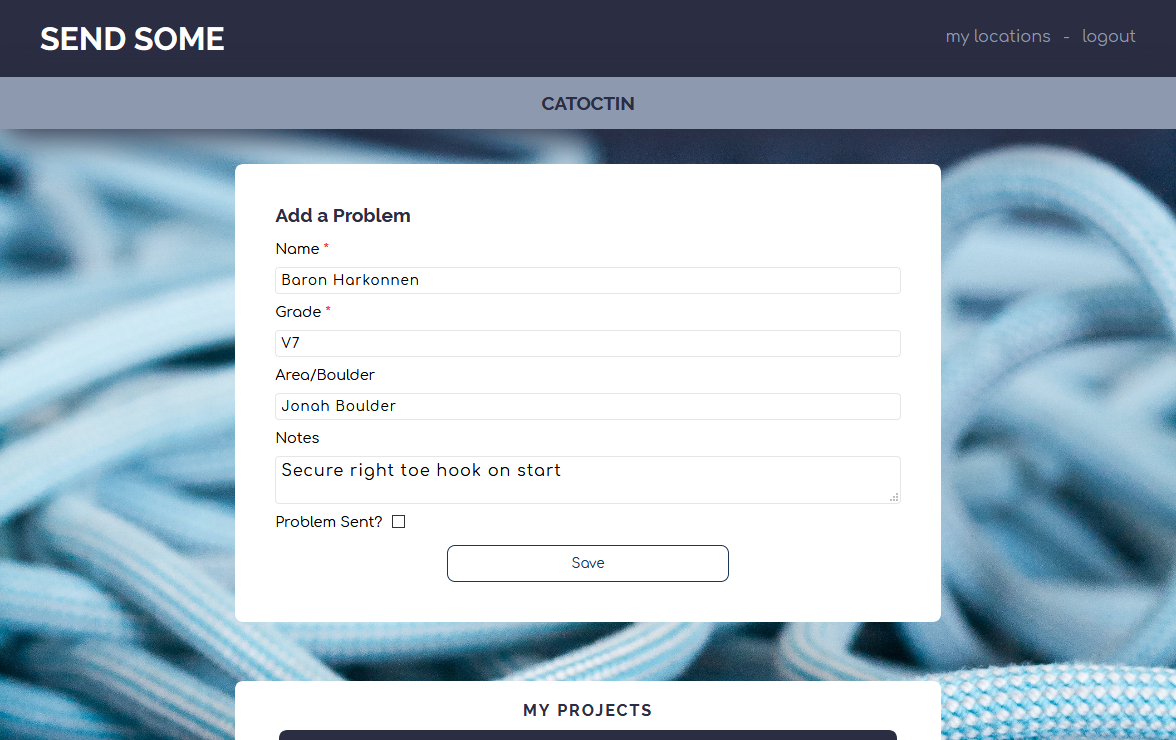 SEND SOME
my locations - logout
CATOCTIN
Add a Problem
Name *
Baron Harkonnen
Grade *
V7
Area/Boulder
Jonah Boulder
Notes
Secure right toe hook on start
Problem Sent?
Save
MY PROJECTS